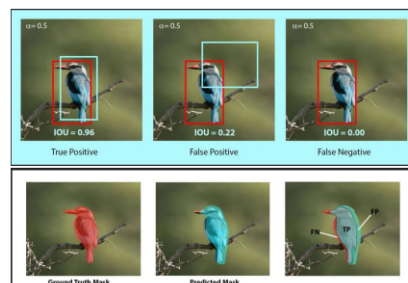 α= 0.5
α= 0.5
α= 0.5
IOU = 0.96
IOU = 0.22
IOU = 0.00
True Positive
False Positive
False Negative
FP
FN
TP
Ground Truth Mask
Predicted Mask